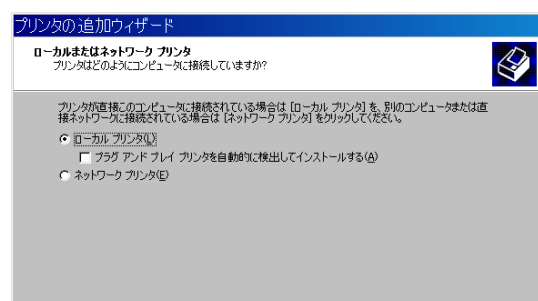 プリンタの追加ウィザード
ローカルまたはネットワーク プリンタ
プリンタはどのようにコンピュータに接続していますか?
プリンタが直接このコンピュータに接続されている場合は [ローカル プリンタ] を、別のコンピュータまたは直
接ネットワークに接続されている場合は [ネットワーク プリンタ] をクリックしてください。
ローカル プリンタ(L)
プラグ アンド プレイ プリンタを自動的に検出してインストールする(A)
ネットワーク プリンタ(E)